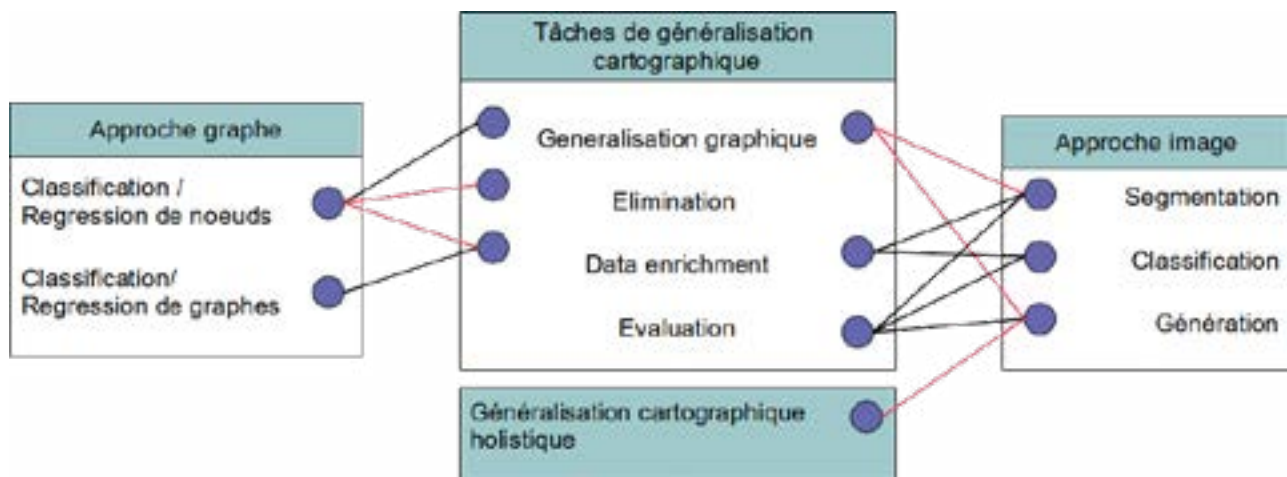 Approche graphe
Classification /
Regression de noeuds
Classification/
Regression de graphes
Tâches de généralisation
cartographique
Generalisation graphique
Elimination
Data enrichment
Evaluation
Généralisation cartographique
holistique
Approche image
Segmentation
Classification
Génération